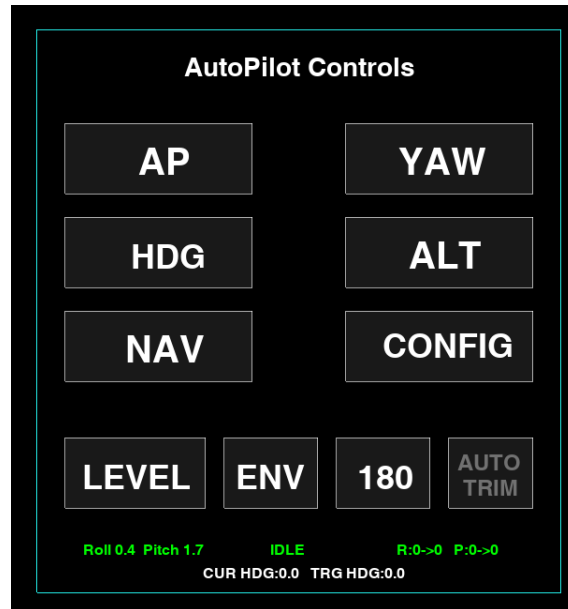 AutoPilot Controls
AP YAW
HDG ALT
NAV CONFIG
LEVEL ENV 180 AUTO
TRIM
Roll 0.4 Pitch 1.7 IDLE R:0->0 P:0->0
CUR HDG:0.0 TRG HDG:0.0